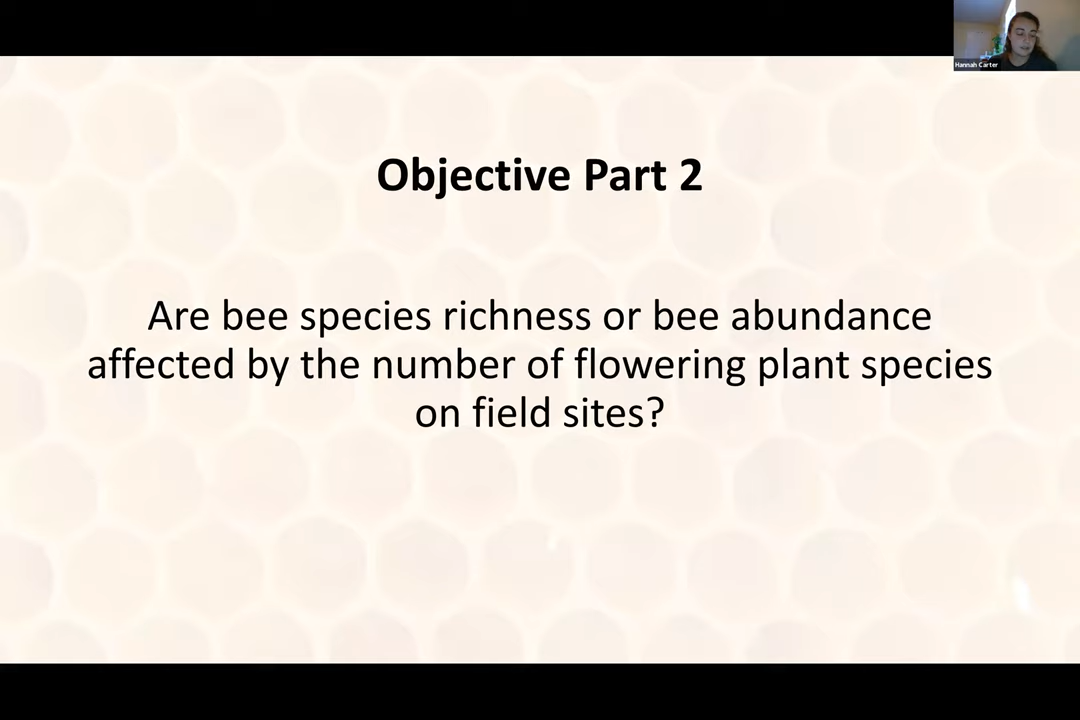 Hannah Carter
Objective Part 2
Are bee species richness or bee abundance
affected by the number of flowering plant species
on field sites?